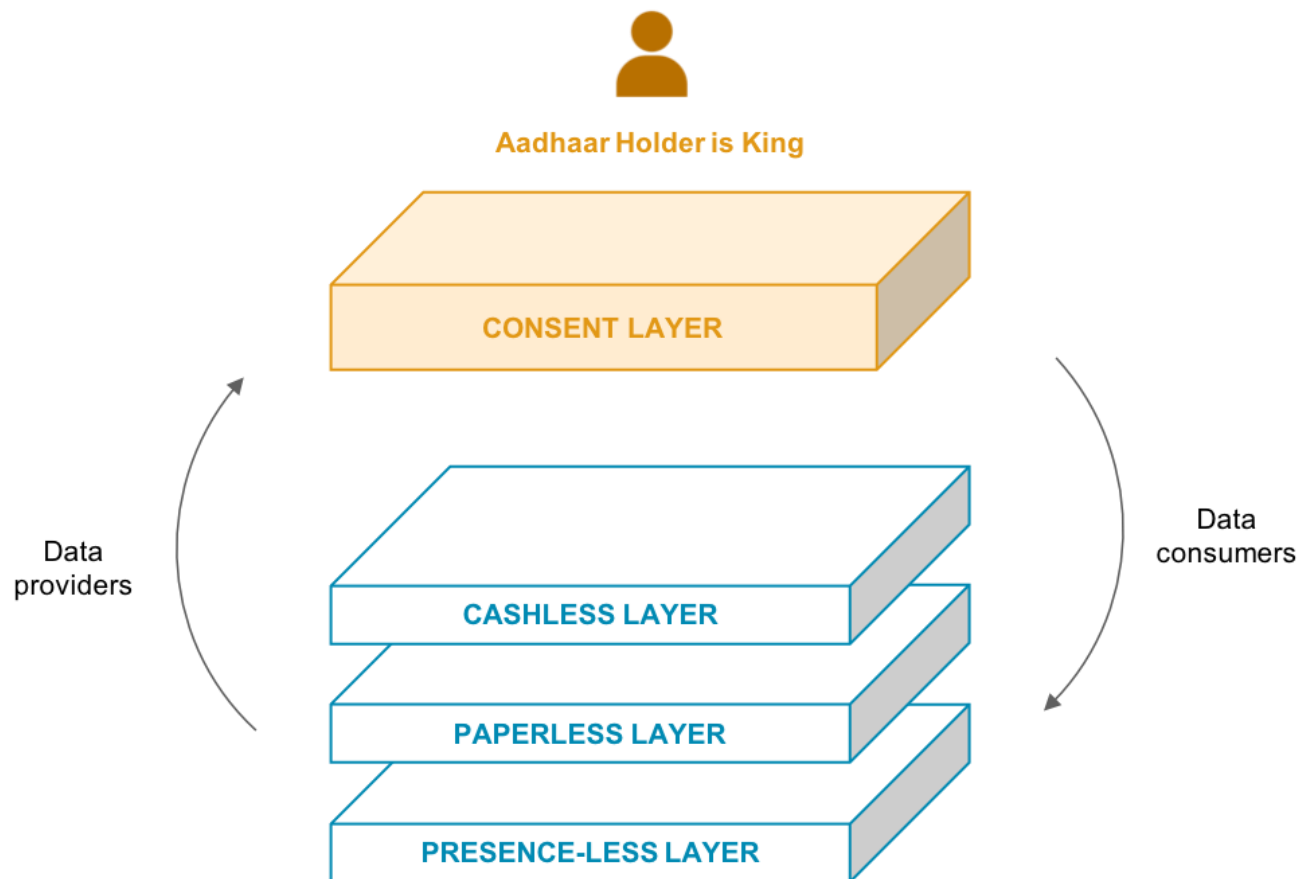 Aadhaar Holder is King
CONSENT LAYER
Data
providers
Data
consumers
CASHLESS LAYER
PAPERLESS LAYER
PRESENCE-LESS LAYER